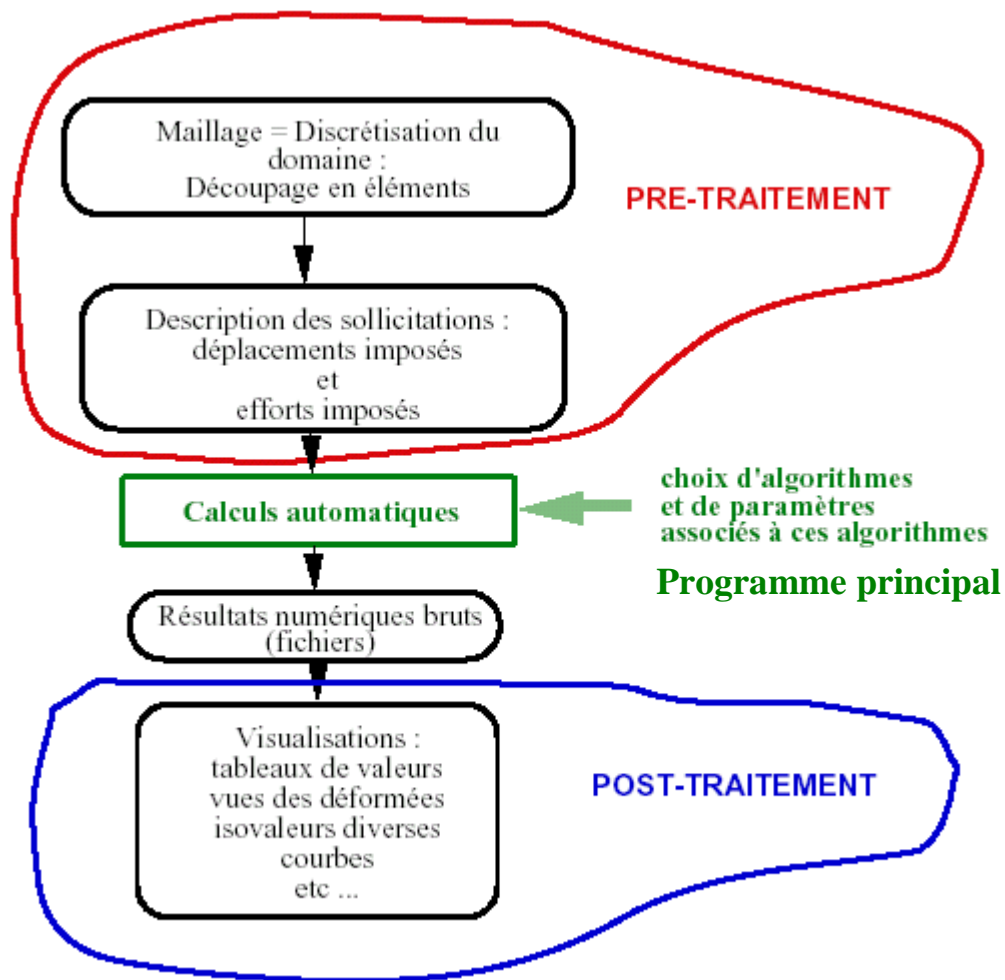 Maillage = Discrétisation du
domaine :
Découpage en éléments
PRE-TRAITEMENT
Description des sollicitations :
déplacements imposés
et
efforts imposés
Calculs automatiques
choix d'algorithmes
et de paramètres
associés à ces algorithmes
Programme principal
Résultats numériques bruts
(fichiers)
Visualisations :
tableaux de valeurs
vues des déformées
isovaleurs diverses
courbes
etc ...
POST-TRAITEMENT